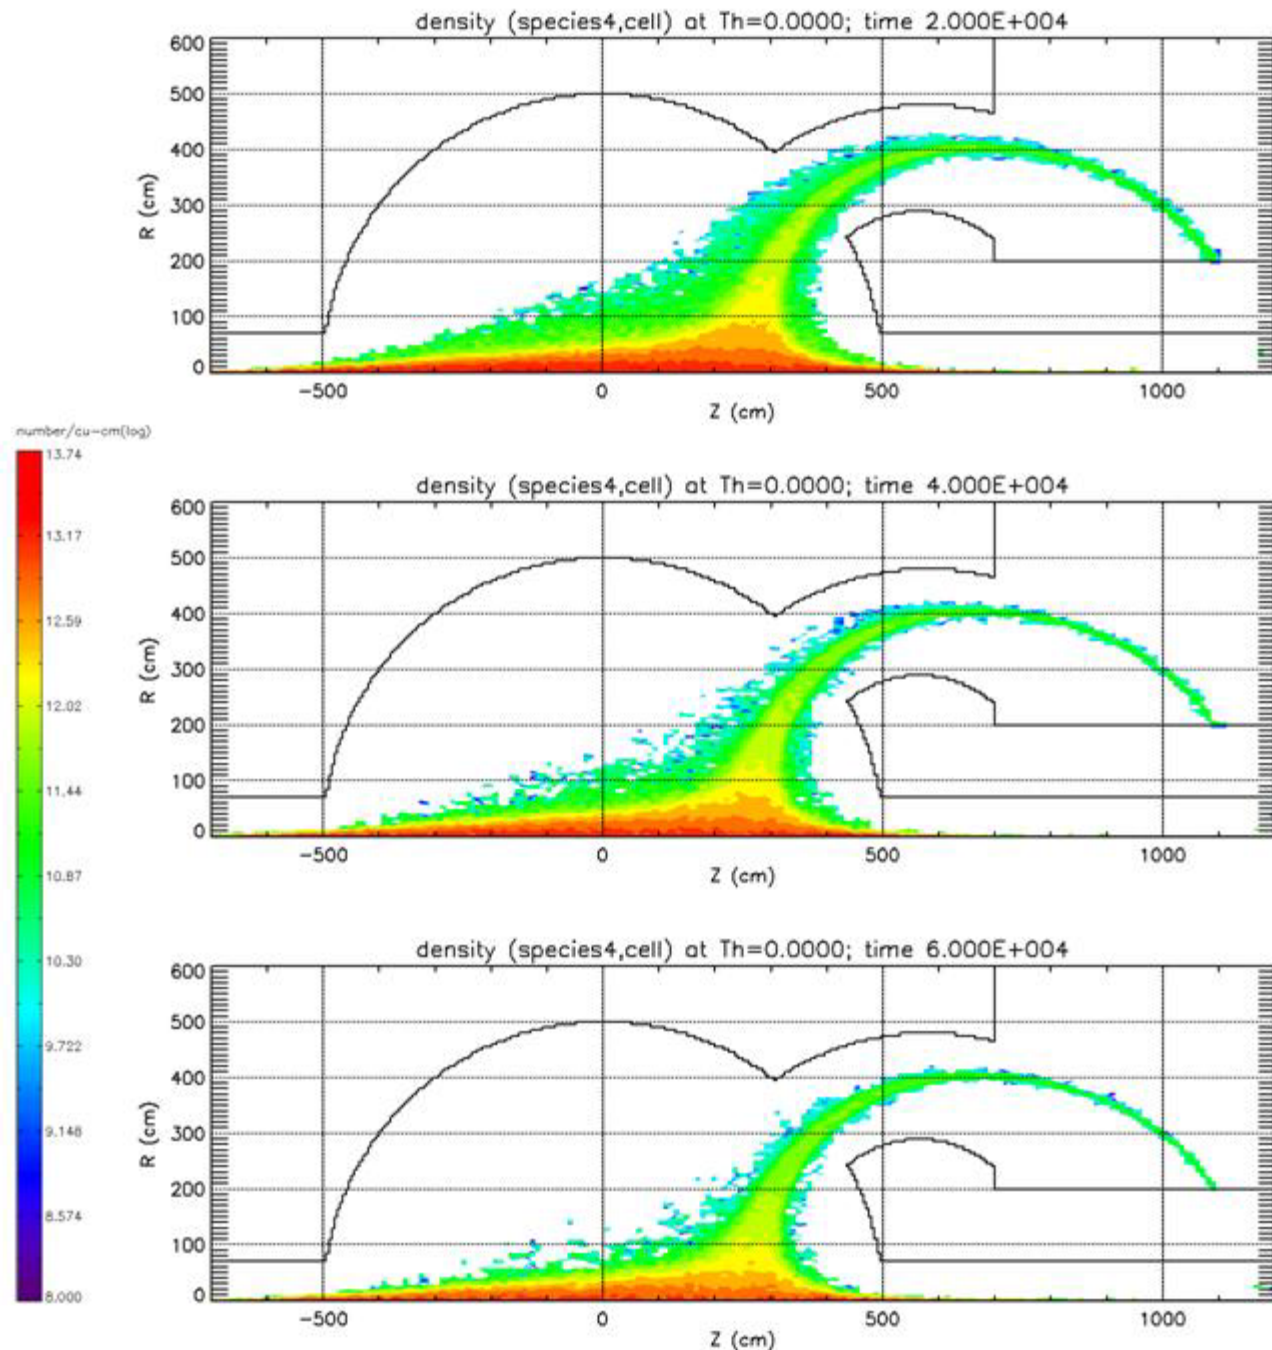 density (species4,cell) at Th=0.0000; time 2.000E+004
600
500
400
300
200
100
0
R (cm)
-500 0 500 1000
Z (cm)
number/cu-cm(log)
13.74
13.17
12.59
12.02
11.44
10.87
10.30
9.722
9.148
8.574
8.000
density (species4,cell) at Th=0.0000; time 4.000E+004
600
500
400
300
200
100
0
R (cm)
-500 0 500 1000
Z (cm)
density (species4,cell) at Th=0.0000; time 6.000E+004
600
500
400
300
200
100
0
R (cm)
-500 0 500 1000
Z (cm)